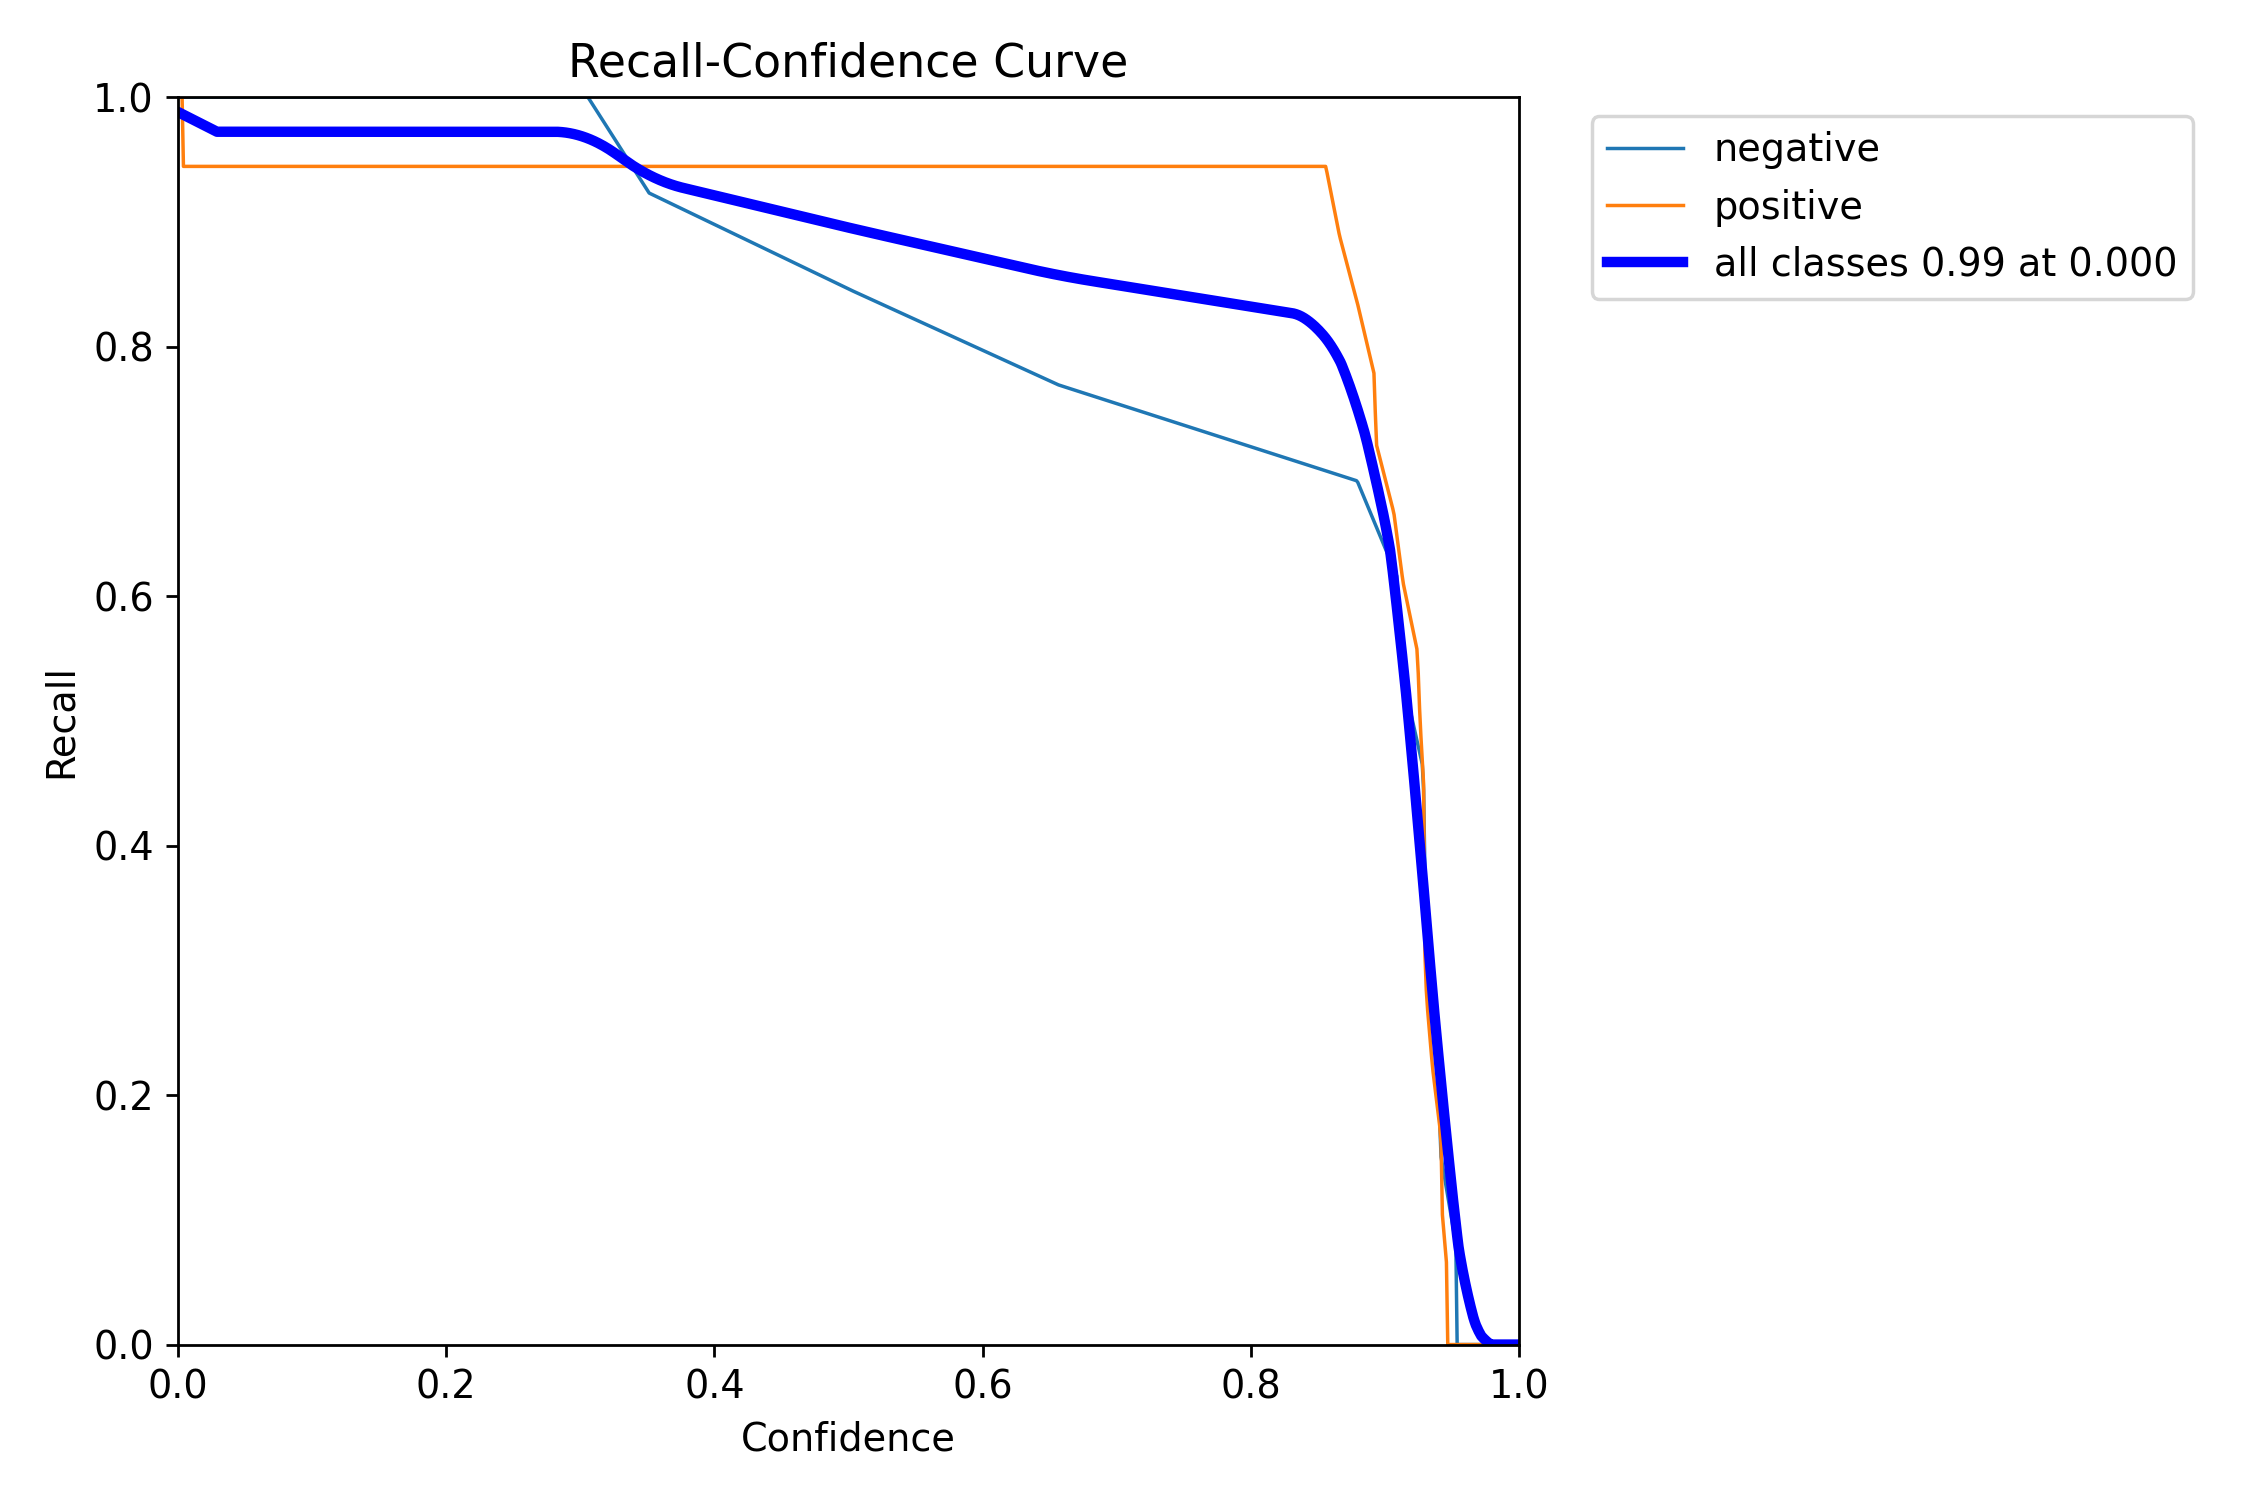 Recall-Confidence Curve
1.0
0.8
0.6
0.4
0.2
0.0
Recall
0.0 0.2 0.4 0.6 0.8 1.0
Confidence
negative
positive
all classes 0.99 at 0.000